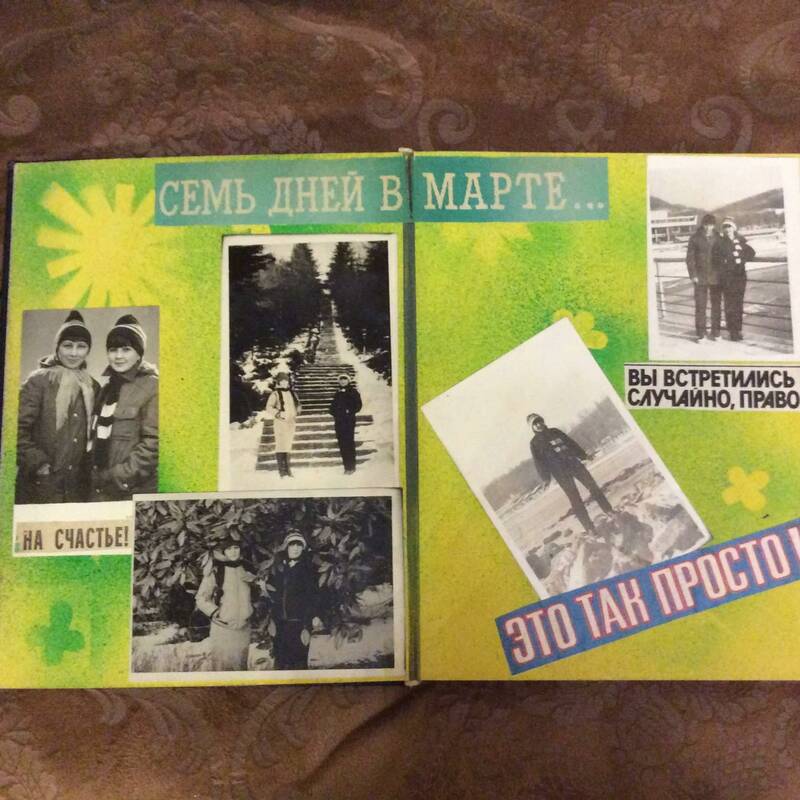 СЕМЬ ДНЕЙ В МАРТЕ...
НА СЧАСТЬЕ!
ВЫ ВСТРЕТИЛИСЬ
СЛУЧАЙНО, ПРАВО
ЭТО ТАК ПРОСТО!